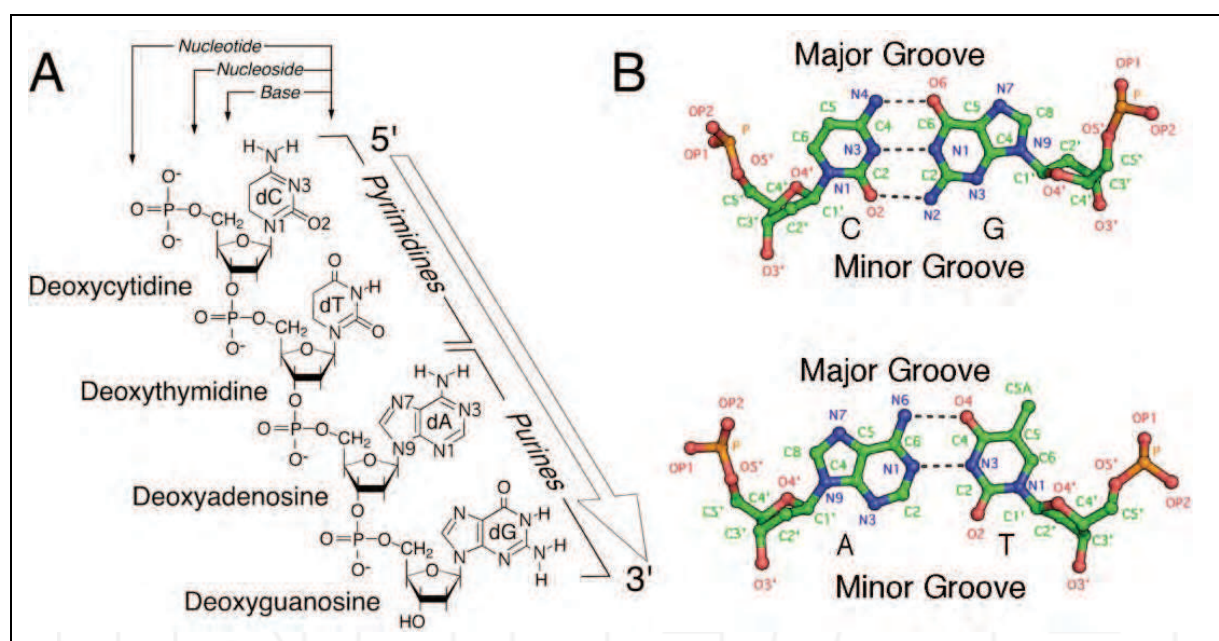 A
Nucleotide
Nucleoside
Base
5'
Pyrimidines
H H
N
dC
N3
N1
O2
O-
O=P-O
O-
CH2
O
Deoxycytidine
O
dT
N-H
N
O
O
O=P-O
O-
CH2
O
Deoxythymidine
H H
N
N7
dA
N3
N9
N1
O
O=P-O
O-
CH2
O
Purines
Deoxyadenosine
O
N
dG
N-H
N
N
N-H
H
O
O=P-O
O-
CH2
O
Deoxyguanosine
HO
3'
B
Major Groove
N4
O6
N7
OP1
C5
C5
C8
P
OP2
C4
C6
OP2
P
C6
N3
N1
C4
N9
O5'
OP1
O5'
O4'
C2
C2
C2'
C5'
C4'
N1
N3
C1'
O4'
C3'
C5'
C1'
O2
N2
C4'
C3'
C2'
C
G
O3'
O3'
Minor Groove
Major Groove
C5A
N6
O4
OP2
N7
OP1
P
C5
C6
C4
C5
P
OP1
C8
C4
N1
N3
C6
O5'
O5'
O4'
C2
N1
O4'
OP2
C5'
N9
C4'
C4'
C1'
N3
C2
C1'
C5'
C3'
C2'
O2
C2'
C3'
A
T
O3'
O3'
Minor Groove